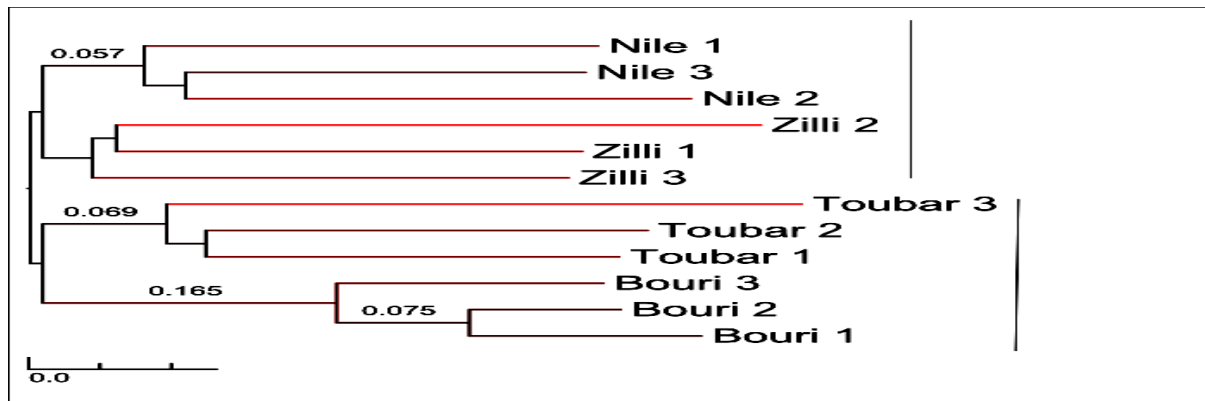 0.057
Nile 1
Nile 3
Nile 2
Zilli 2
Zilli 1
Zilli 3
0.069
Toubar 3
Toubar 2
Toubar 1
0.165
Bouri 3
0.075
Bouri 2
Bouri 1
0.0